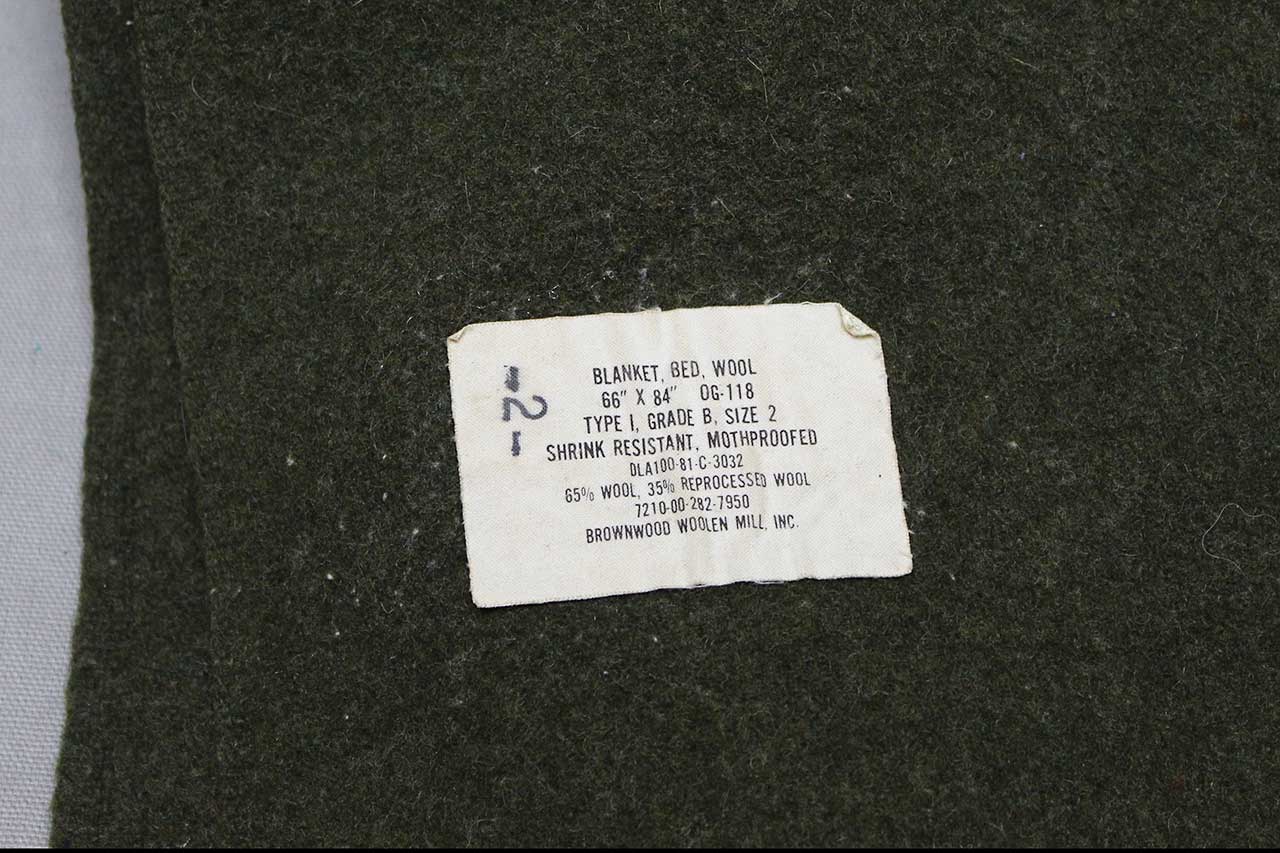 -2-
BLANKET, BED, WOOL
66" X 84" OG-118
TYPE I, GRADE B, SIZE 2
SHRINK RESISTANT, MOTHPROOFED
DLA100-81-C-3032
65% WOOL, 35% REPROCESSED WOOL
7210-00-282-7950
BROWNWOOD WOOLEN MILL, INC.